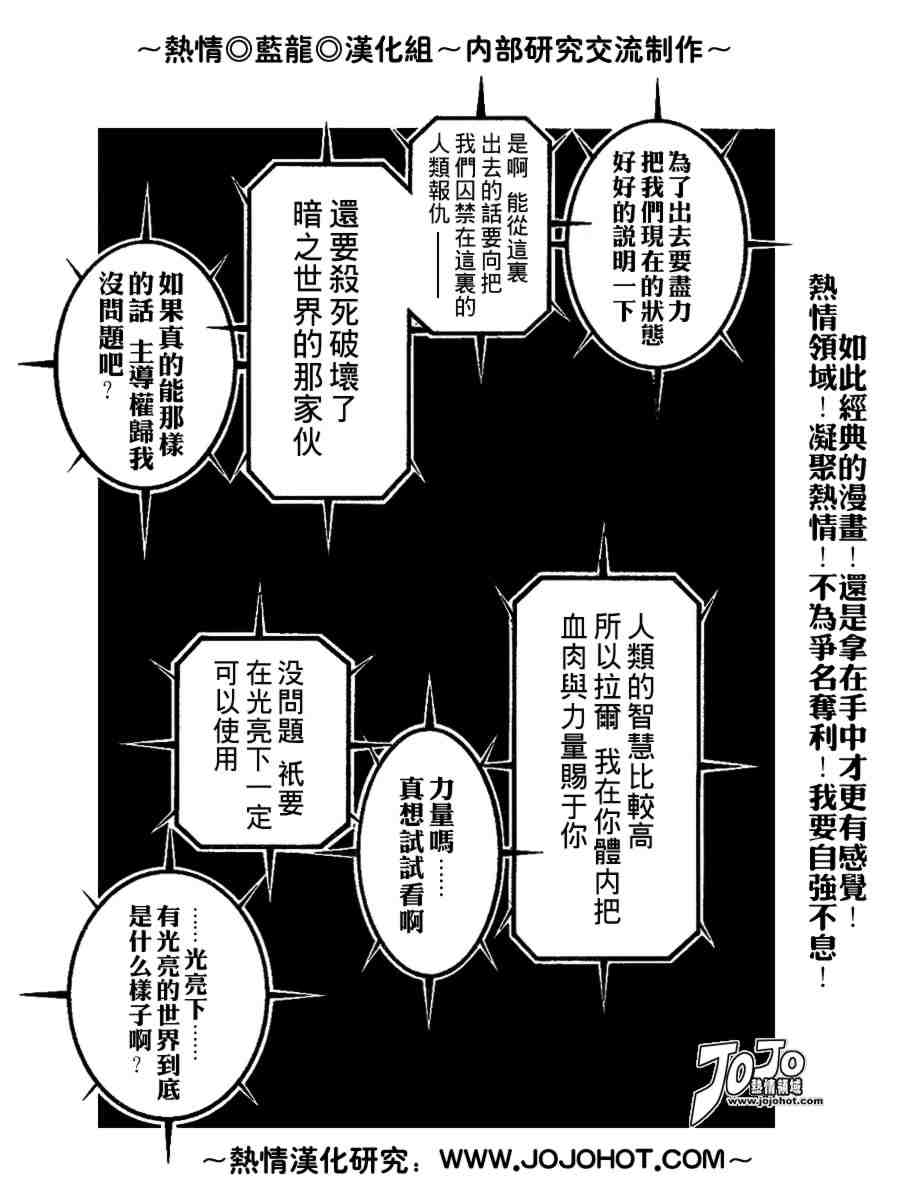 ～熱情◎藍龍◎漢化組～内部研究交流制作～
為了出去要盡力
把我們現在的狀態
好好的説明一下
是啊 能從這裏
出去的話要向把
我們囚禁在這裏的
人類報仇——
還要殺死破壞了
暗之世界的那家伙
如果真的能那樣
的話 主導權歸我
沒問題吧？
人類的智慧比較高
所以拉爾 我在你體内把
血肉與力量賜于你
力量嗎……
真想試試看啊
没問題 衹要
在光亮下一定
可以使用
……光亮下……
有光亮的世界到底
是什么樣子啊？
如此經典的漫畫！還是拿在手中才更有感覺！
熱情領域！凝聚熱情！不為爭名奪利！我要自強不息！
JOJO
熱情領域
www.jojohot.com
～熱情漢化研究：WWW.JOJOHOT.COM～